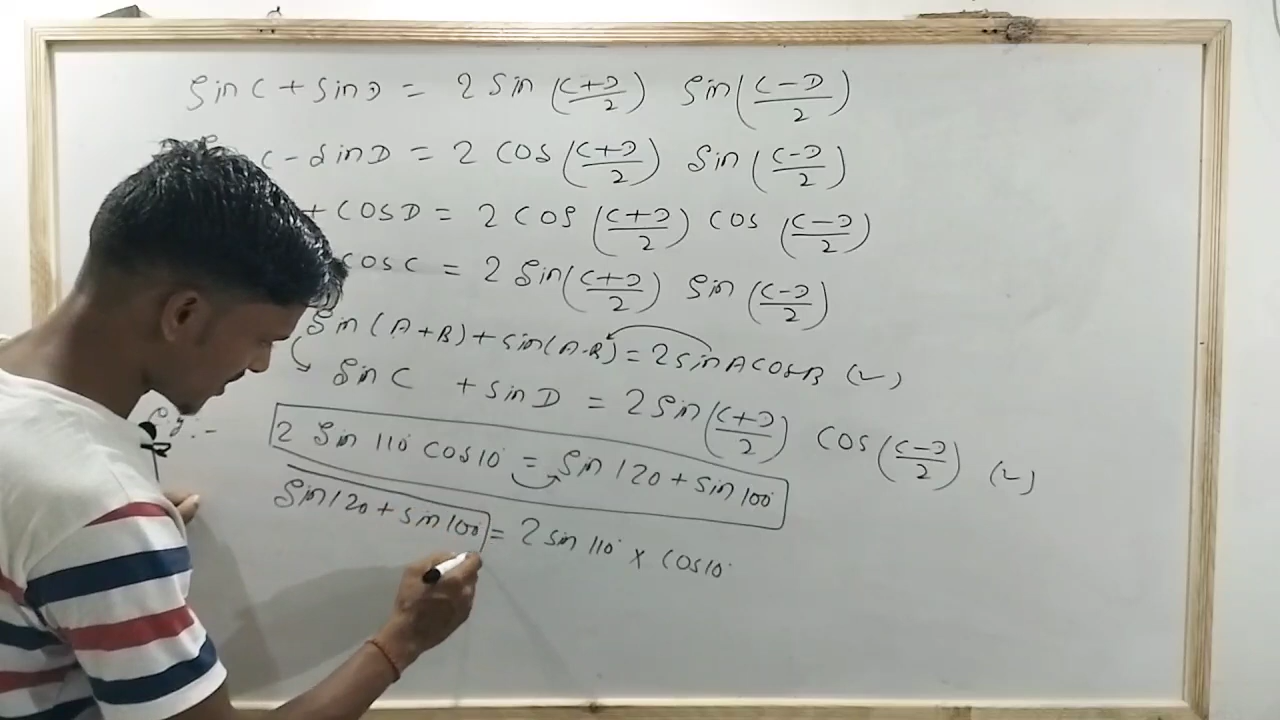 sin C + sin D = 2 sin ((C+D)/2) sin ((C-D)/2)
C - sin D = 2 cos ((C+D)/2) sin ((C-D)/2)
+ cos D = 2 cos ((C+D)/2) cos ((C-D)/2)
cos C = 2 sin ((C+D)/2) sin ((C-D)/2)
sin (A+B) + sin (A-B) = 2 sin A cos B (✓)
sin C + sin D = 2 sin ((C+D)/2) cos ((C-D)/2) (✓)
Eg:-
2 sin 110° cos 10° = sin 120 + sin 100°
sin 120 + sin 100° = 2 sin 110° × cos 10°